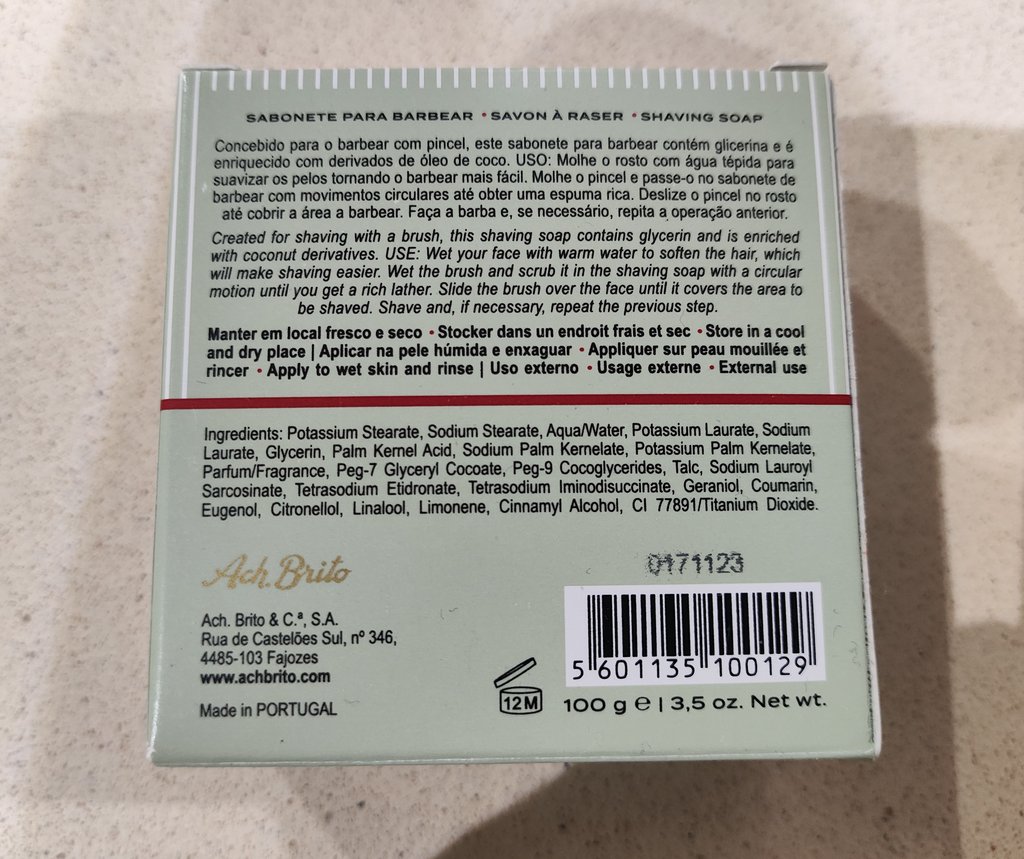 SABONETE PARA BARBEAR • SAVON À RASER • SHAVING SOAP
Concebido para o barbear com pincel, este sabonete para barbear contém glicerina e é
enriquecido com derivados de óleo de coco. USO: Molhe o rosto com água tépida para
suavizar os pelos tornando o barbear mais fácil. Molhe o pincel e passe-o no sabonete de
barbear com movimentos circulares até obter uma espuma rica. Deslize o pincel no rosto
até cobrir a área a barbear. Faça a barba e, se necessário, repita a operação anterior.
Created for shaving with a brush, this shaving soap contains glycerin and is enriched
with coconut derivatives. USE: Wet your face with warm water to soften the hair, which
will make shaving easier. Wet the brush and scrub it in the shaving soap with a circular
motion until you get a rich lather. Slide the brush over the face until it covers the area to
be shaved. Shave and, if necessary, repeat the previous step.
Manter em local fresco e seco • Stocker dans un endroit frais et sec • Store in a cool
and dry place | Aplicar na pele húmida e enxaguar • Appliquer sur peau mouillée et
rincer • Apply to wet skin and rinse | Uso externo • Usage externe • External use
Ingredients: Potassium Stearate, Sodium Stearate, Aqua/Water, Potassium Laurate, Sodium
Laurate, Glycerin, Palm Kernel Acid, Sodium Palm Kernelate, Potassium Palm Kernelate,
Parfum/Fragrance, Peg-7 Glyceryl Cocoate, Peg-9 Cocoglycerides, Talc, Sodium Lauroyl
Sarcosinate, Tetrasodium Etidronate, Tetrasodium Iminodisuccinate, Geraniol, Coumarin,
Eugenol, Citronellol, Linalool, Limonene, Cinnamyl Alcohol, CI 77891/Titanium Dioxide.
Ach. Brito
Ach. Brito & C.ª, S.A.
Rua de Castelões Sul, nº 346,
4485-103 Fajozes
www.achbrito.com
Made in PORTUGAL
0171123
5 601135 100129
12M
100 g ℮ | 3,5 oz. Net wt.